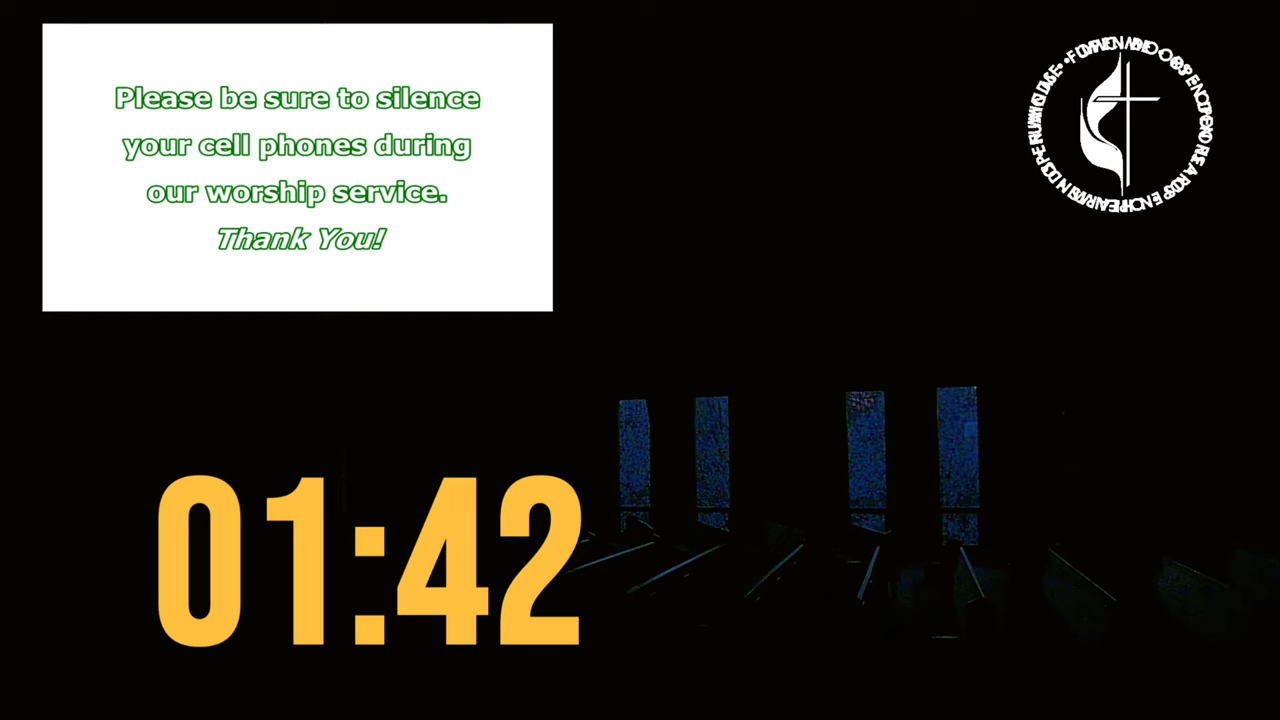 Please be sure to silence
your cell phones during
our worship service.
Thank You!
01:42